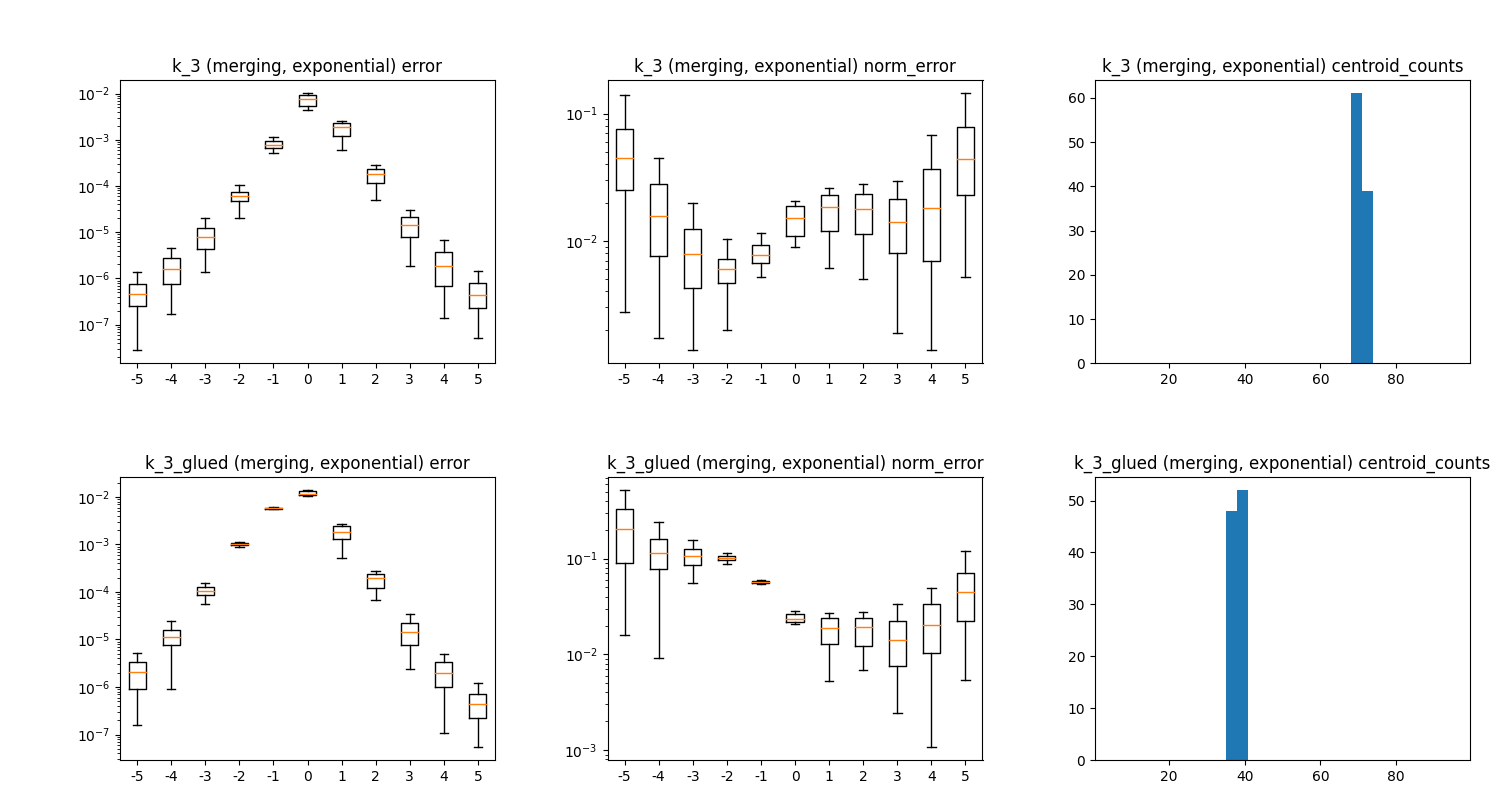 k_3 (merging, exponential) error
10⁻²
10⁻³
10⁻⁴
10⁻⁵
10⁻⁶
10⁻⁷
-5 -4 -3 -2 -1 0 1 2 3 4 5
k_3 (merging, exponential) norm_error
10⁻¹
10⁻²
-5 -4 -3 -2 -1 0 1 2 3 4 5
k_3 (merging, exponential) centroid_counts
60
50
40
30
20
10
0
20 40 60 80
k_3_glued (merging, exponential) error
10⁻²
10⁻³
10⁻⁴
10⁻⁵
10⁻⁶
10⁻⁷
-5 -4 -3 -2 -1 0 1 2 3 4 5
k_3_glued (merging, exponential) norm_error
10⁻¹
10⁻²
10⁻³
-5 -4 -3 -2 -1 0 1 2 3 4 5
k_3_glued (merging, exponential) centroid_counts
50
40
30
20
10
0
20 40 60 80